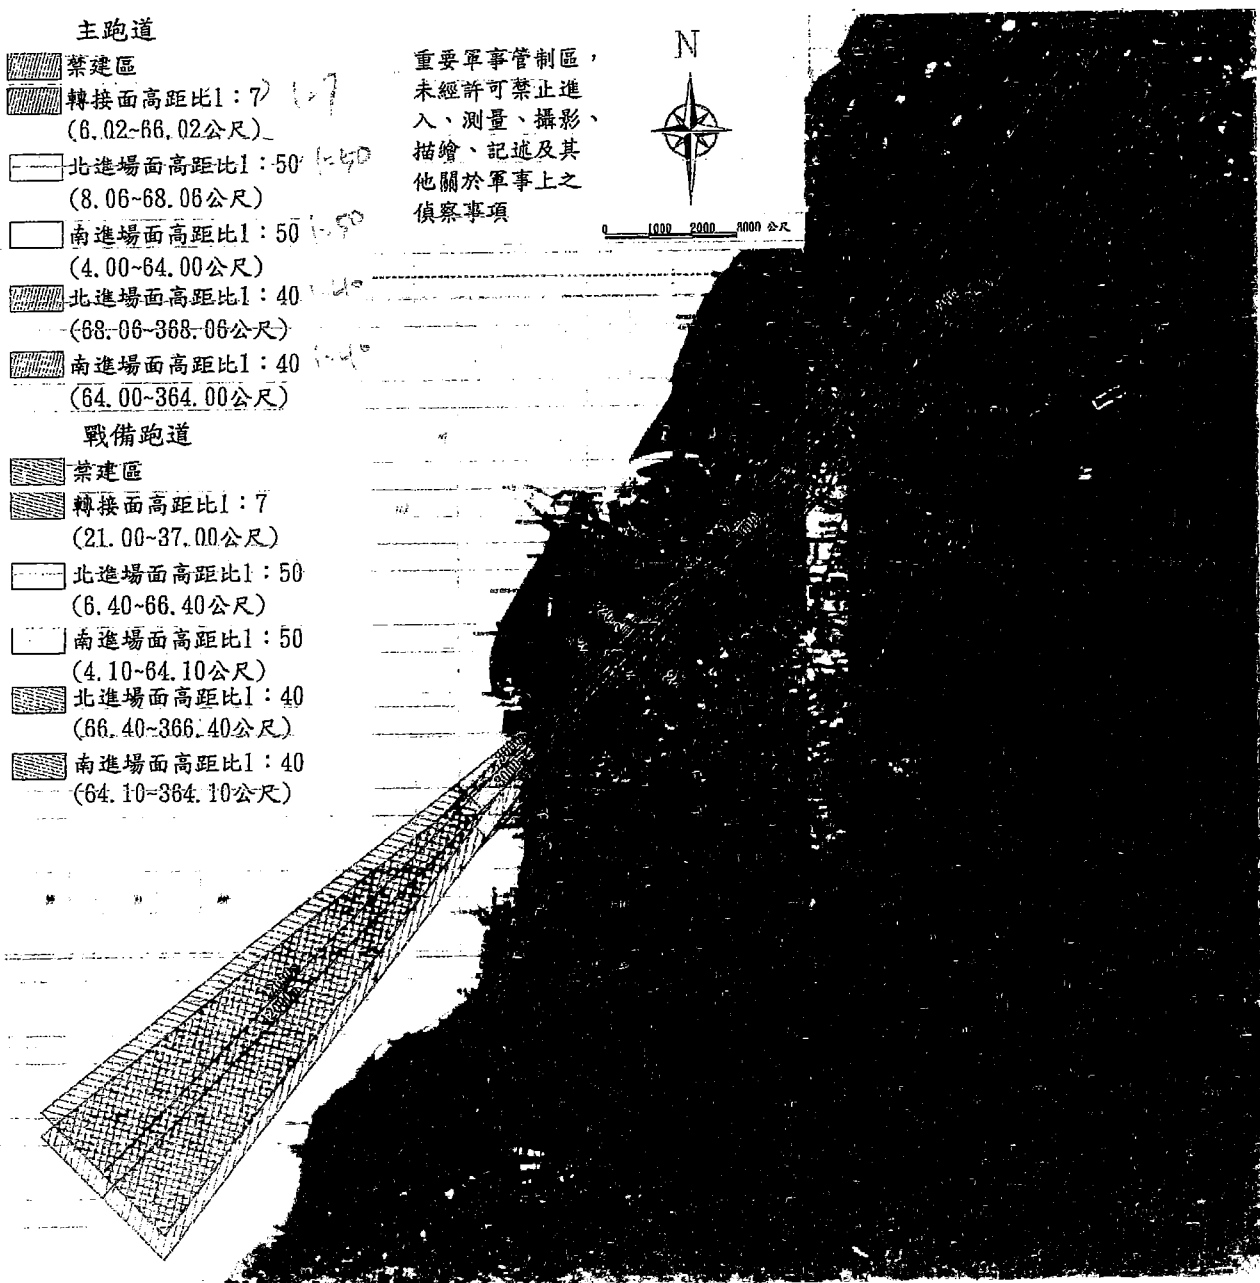 主跑道
禁建區
轉接面高距比1：7
(6.02~66.02公尺)
北進場面高距比1：50
(8.06~68.06公尺)
南進場面高距比1：50
(4.00~64.00公尺)
北進場面高距比1：40
(68.06~368.06公尺)
南進場面高距比1：40
(64.00~364.00公尺)
戰備跑道
禁建區
轉接面高距比1：7
(21.00~37.00公尺)
北進場面高距比1：50
(6.40~66.40公尺)
南進場面高距比1：50
(4.10~64.10公尺)
北進場面高距比1：40
(66.40~366.40公尺)
南進場面高距比1：40
(64.10~364.10公尺)
重要軍事管制區，
未經許可禁止進
入、測量、攝影、
描繪、記述及其
他關於軍事上之
偵察事項
N
0 1000 2000 3000 公尺
1:7
1:50
1:50
1:40
1:40